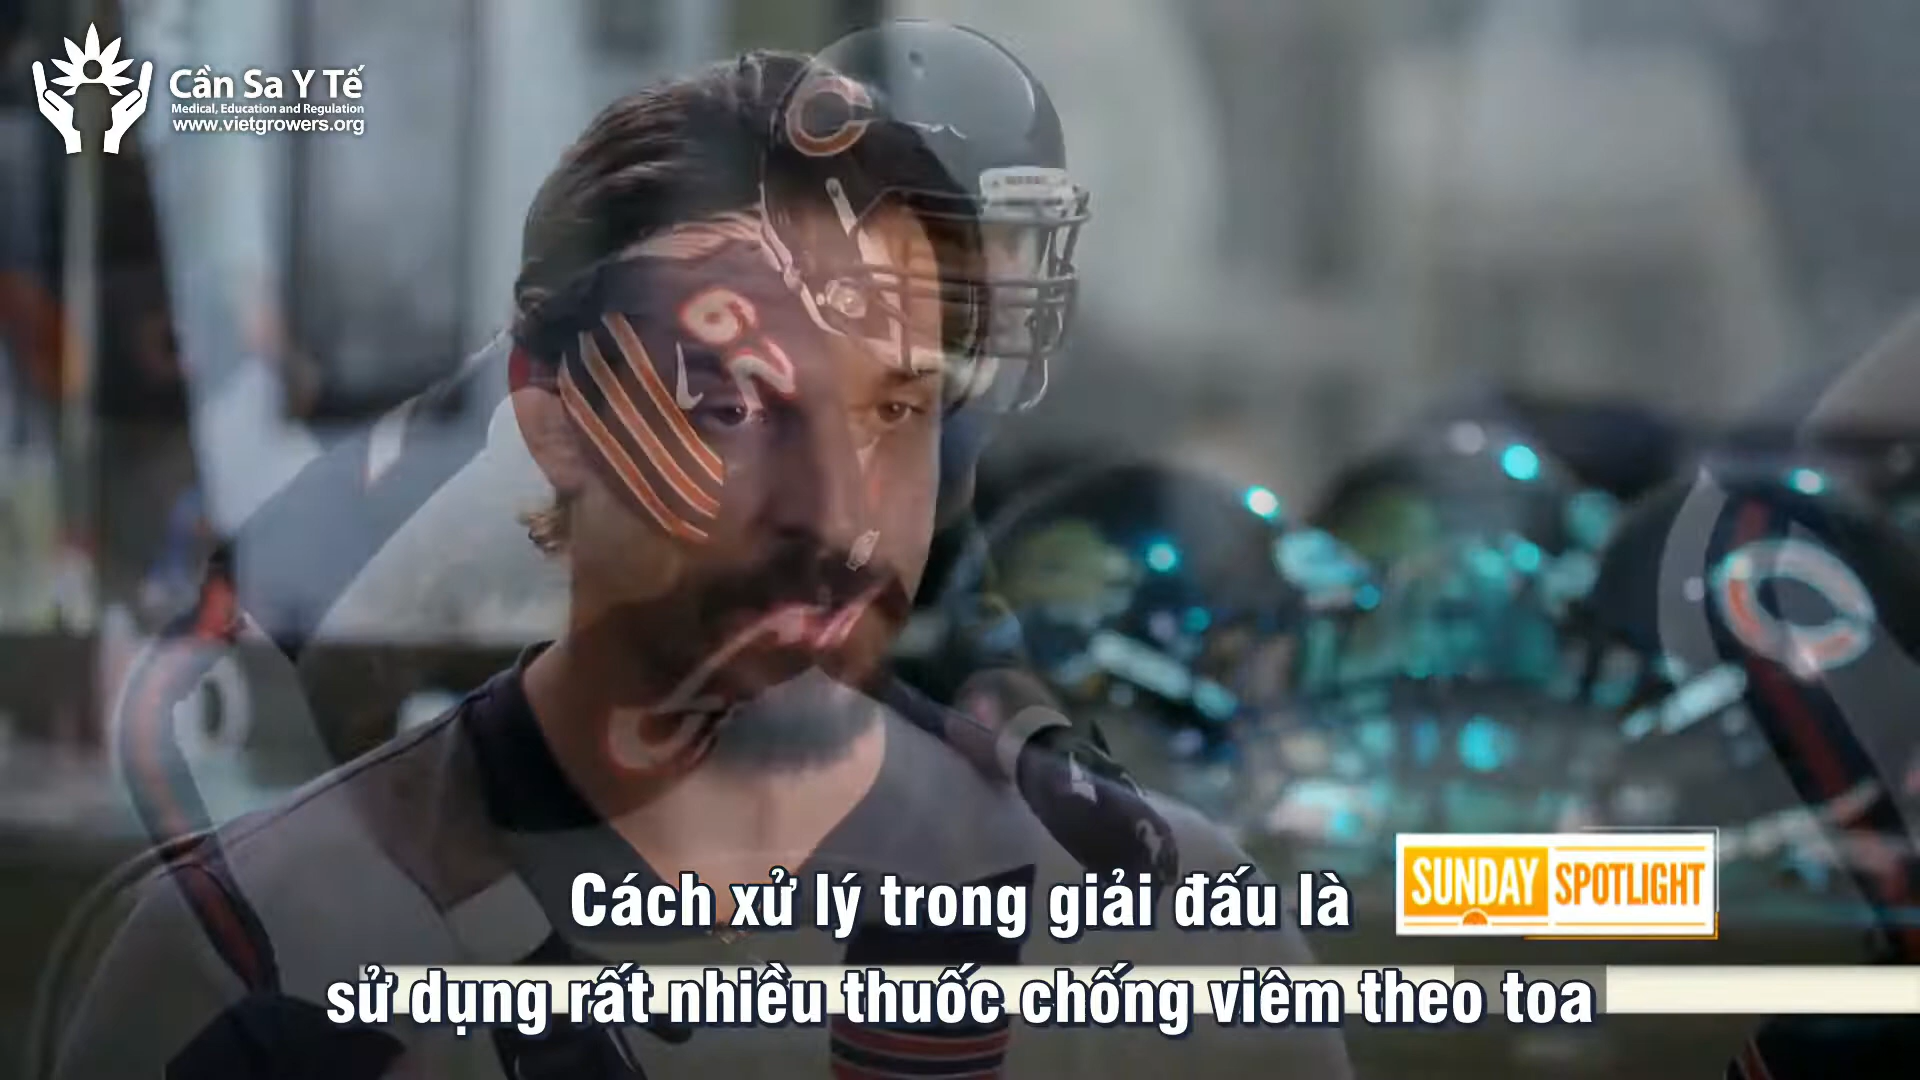 Cần Sa Y Tế
Medical, Education and Regulation
www.vietgrowers.org
62
SUNDAY SPOTLIGHT
Cách xử lý trong giải đấu là
sử dụng rất nhiều thuốc chống viêm theo toa